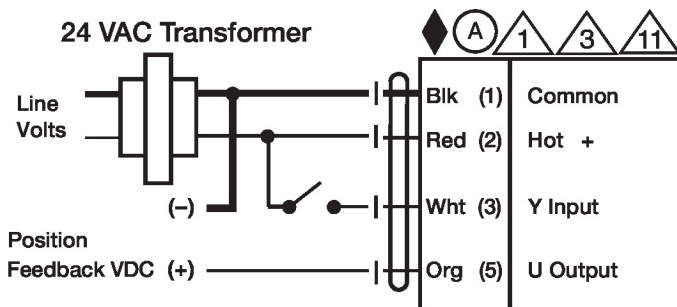 24 VAC Transformer
A 1 3 11
Line Volts
Blk (1) Common
Red (2) Hot +
(–)
Wht (3) Y Input
Position
Feedback VDC (+)
Org (5) U Output